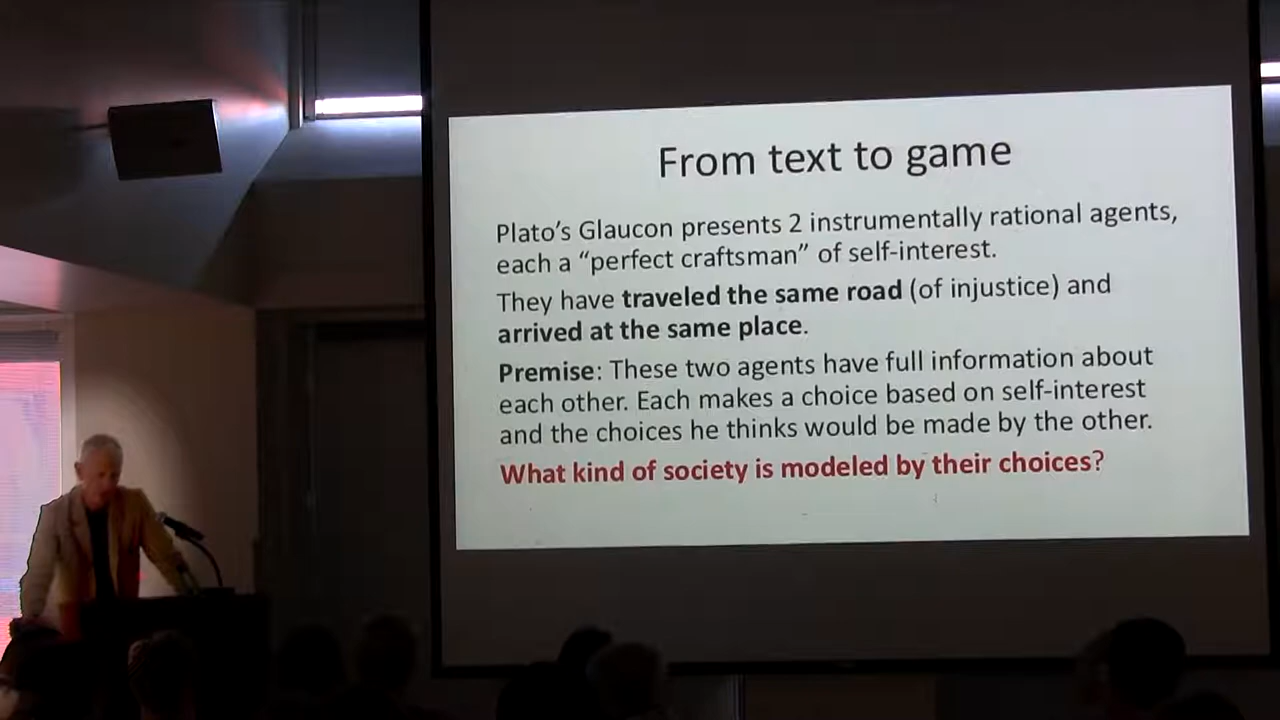 From text to game
Plato's Glaucon presents 2 instrumentally rational agents,
each a “perfect craftsman” of self-interest.
They have traveled the same road (of injustice) and
arrived at the same place.
Premise: These two agents have full information about
each other. Each makes a choice based on self-interest
and the choices he thinks would be made by the other.
What kind of society is modeled by their choices?